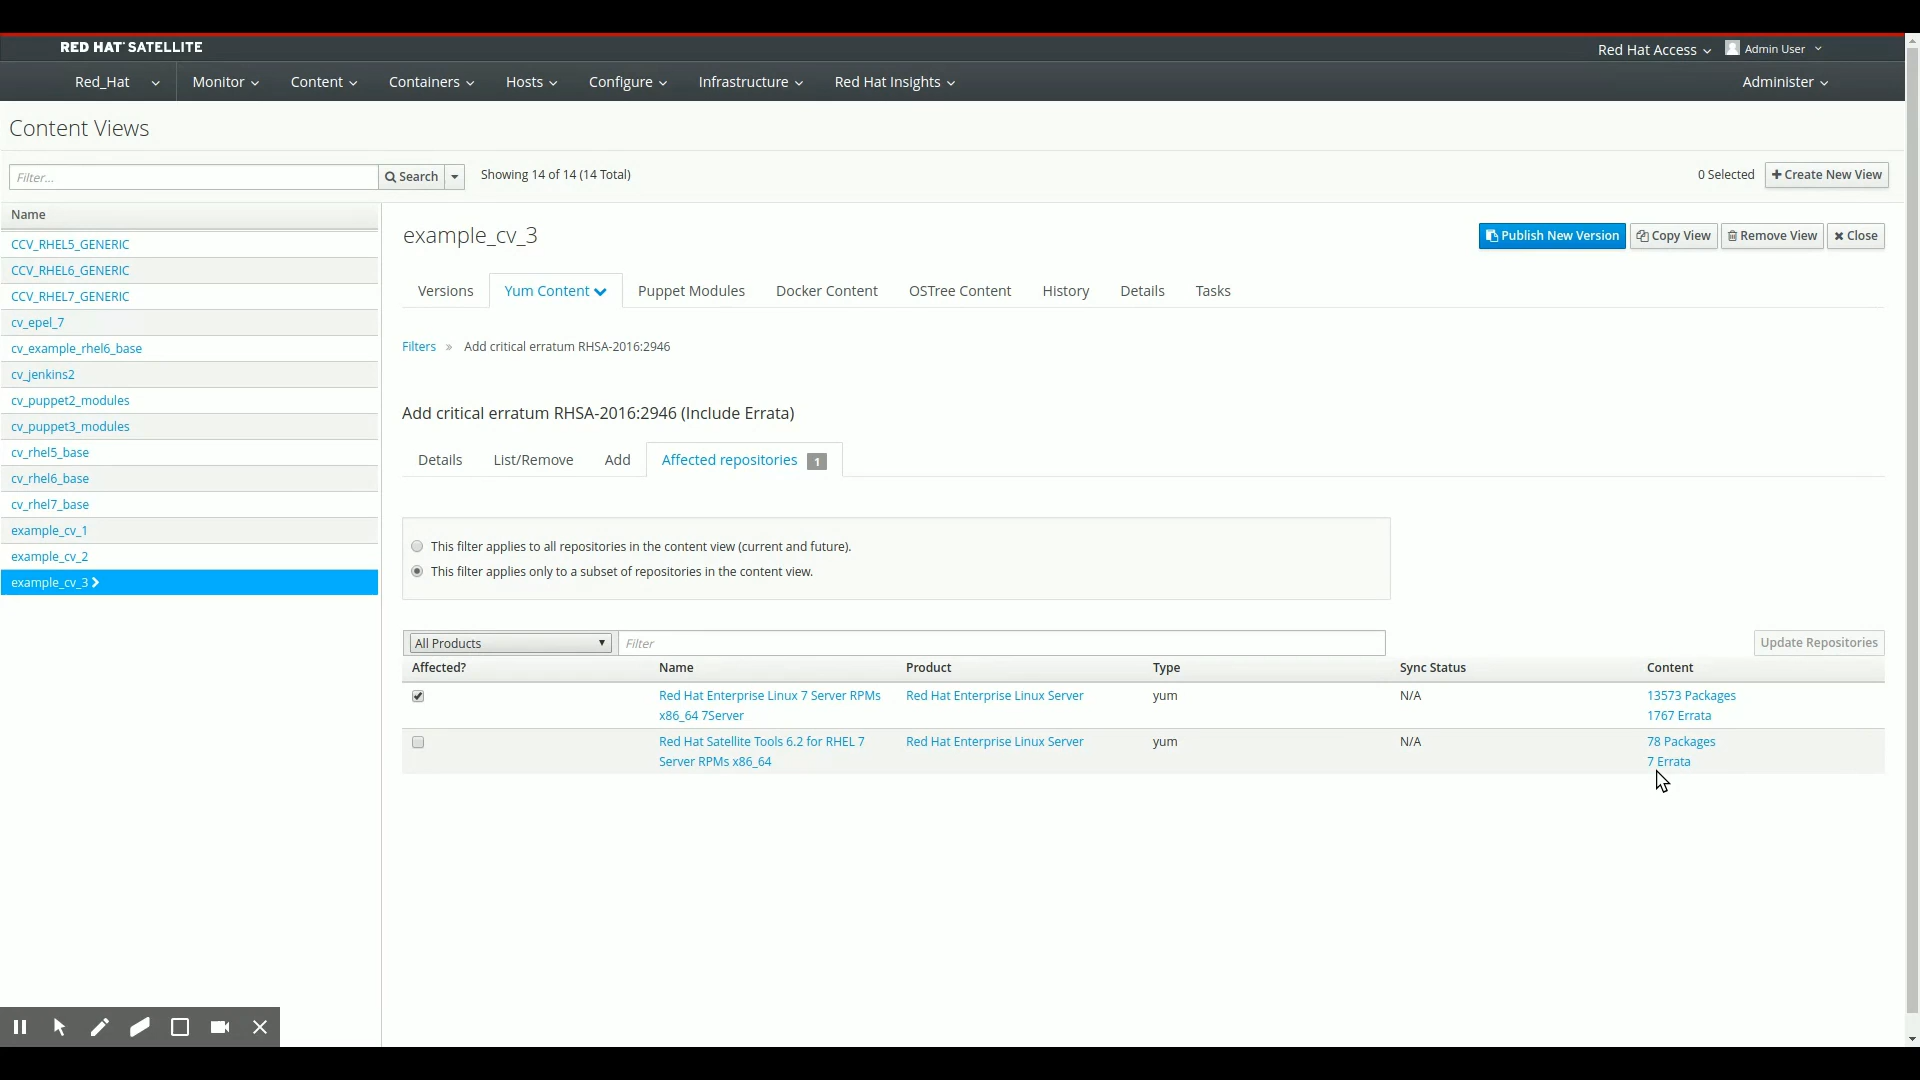 RED HAT SATELLITE
Red Hat Access Admin User
Red_Hat Monitor Content Containers Hosts Configure Infrastructure Red Hat Insights Administer
Content Views
Filter... Search Showing 14 of 14 (14 Total) 0 Selected Create New View
Name
CCV_RHEL5_GENERIC
CCV_RHEL6_GENERIC
CCV_RHEL7_GENERIC
cv_epel_7
cv_example_rhel6_base
cv_jenkins2
cv_puppet2_modules
cv_puppet3_modules
cv_rhel5_base
cv_rhel6_base
cv_rhel7_base
example_cv_1
example_cv_2
example_cv_3
example_cv_3 Publish New Version Copy View Remove View Close
Versions Yum Content Puppet Modules Docker Content OSTree Content History Details Tasks
Filters » Add critical erratum RHSA-2016:2946
Add critical erratum RHSA-2016:2946 (Include Errata)
Details List/Remove Add Affected repositories 1
This filter applies to all repositories in the content view (current and future).
This filter applies only to a subset of repositories in the content view.
All Products Filter Update Repositories
Affected? Name Product Type Sync Status Content
Red Hat Enterprise Linux 7 Server RPMs Red Hat Enterprise Linux Server yum N/A 13573 Packages
x86_64 7Server 1767 Errata
Red Hat Satellite Tools 6.2 for RHEL 7 Red Hat Enterprise Linux Server yum N/A 78 Packages
Server RPMs x86_64 7 Errata